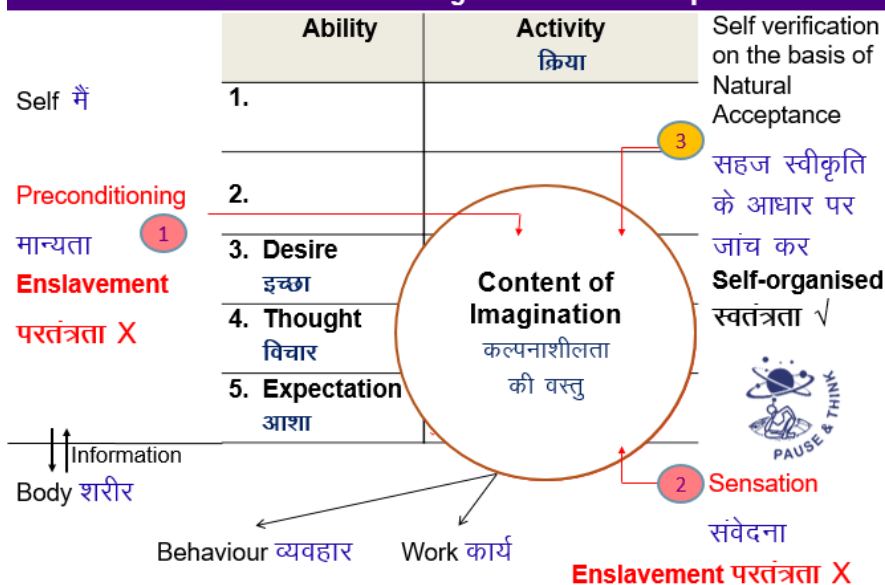 Ability
Activity
क्रिया
Self verification
on the basis of
Natural
Acceptance
सहज स्वीकृति
के आधार पर
जांच कर
Self-organised
स्वतंत्रता √
Self मैं
1.
3
Preconditioning
मान्यता
1
Enslavement
परतंत्रता X
2.
3. Desire
इच्छा
4. Thought
विचार
5. Expectation
आशा
Content of
Imagination
कल्पनाशीलता
की वस्तु
PAUSE & THINK
Information
Body शरीर
2 Sensation
संवेदना
Enslavement परतंत्रता X
Behaviour व्यवहार
Work कार्य